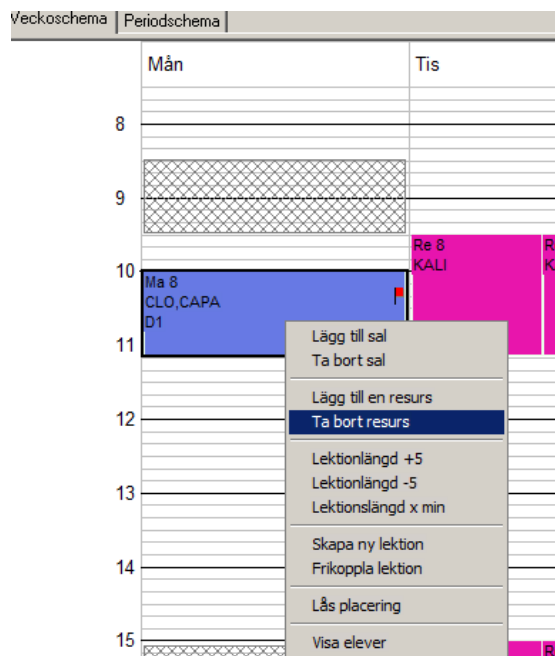 Veckoschema Periodschema
Mån Tis
8
9
Re 8 R
KALI K
10
Ma 8
CLO,CAPA
D1
11
Lägg till sal
Ta bort sal
Lägg till en resurs
12
Ta bort resurs
Lektionlängd +5
Lektionlängd -5
13
Lektionslängd x min
Skapa ny lektion
14
Frikoppla lektion
Lås placering
15
Visa elever
R